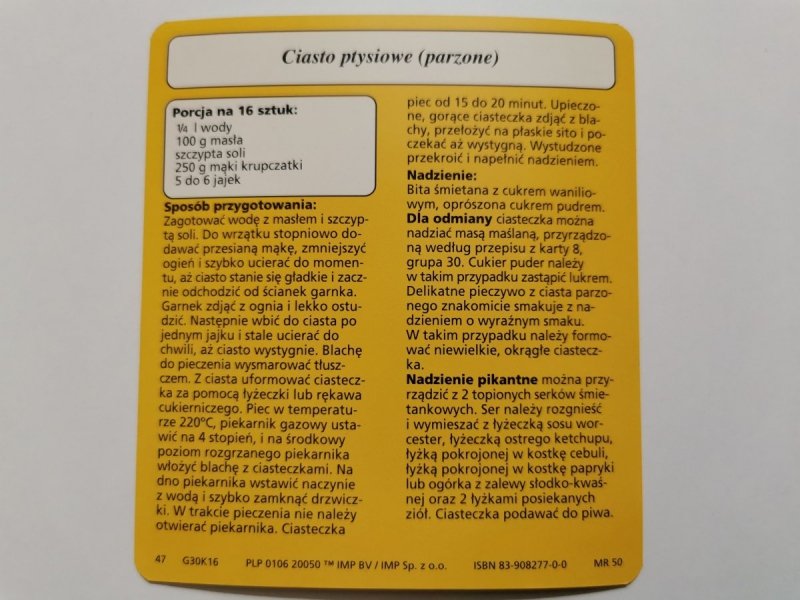 Ciasto ptysiowe (parzone)
Porcja na 16 sztuk:
¼ l wody
100 g masła
szczypta soli
250 g mąki krupczatki
5 do 6 jajek
Sposób przygotowania:
Zagotować wodę z masłem i szczyp-
tą soli. Do wrzątku stopniowo do-
dawać przesianą mąkę, zmniejszyć
ogień i szybko ucierać do momen-
tu, aż ciasto stanie się gładkie i zacz-
nie odchodzić od ścianek garnka.
Garnek zdjąć z ognia i lekko ostu-
dzić. Następnie wbić do ciasta po
jednym jajku i stale ucierać do
chwili, aż ciasto wystygnie. Blachę
do pieczenia wysmarować tłusz-
czem. Z ciasta uformować ciastecz-
ka za pomocą łyżeczki lub rękawa
cukierniczego. Piec w temperatu-
rze 220°C, piekarnik gazowy usta-
wić na 4 stopień, i na środkowy
poziom rozgrzanego piekarnika
włożyć blachę z ciasteczkami. Na
dno piekarnika wstawić naczynie
z wodą i szybko zamknąć drzwicz-
ki. W trakcie pieczenia nie należy
otwierać piekarnika. Ciasteczka
piec od 15 do 20 minut. Upieczo-
ne, gorące ciasteczka zdjąć z bla-
chy, przełożyć na płaskie sito i po-
czekać aż wystygną. Wystudzone
przekroić i napełnić nadzieniem.
Nadzienie:
Bita śmietana z cukrem wanilio-
wym, oprószona cukrem pudrem.
Dla odmiany ciasteczka można
nadziać masą maślaną, przyrządzo-
ną według przepisu z karty 8,
grupa 30. Cukier puder należy
w takim przypadku zastąpić lukrem.
Delikatne pieczywo z ciasta parzo-
nego znakomicie smakuje z na-
dzieniem o wyraźnym smaku.
W takim przypadku należy formo-
wać niewielkie, okrągłe ciastecz-
ka.
Nadzienie pikantne można przy-
rządzić z 2 topionych serków śmie-
tankowych. Ser należy rozgnieść
i wymieszać z łyżeczką sosu wor-
cester, łyżeczką ostrego ketchupu,
łyżką pokrojonej w kostkę cebuli,
łyżką pokrojonej w kostkę papryki
lub ogórka z zalewy słodko-kwaś-
nej oraz 2 łyżkami posiekanych
ziół. Ciasteczka podawać do piwa.
47 G30K16 PLP 0106 20050 ™ IMP BV / IMP Sp. z o.o. ISBN 83-908277-0-0 MR 50